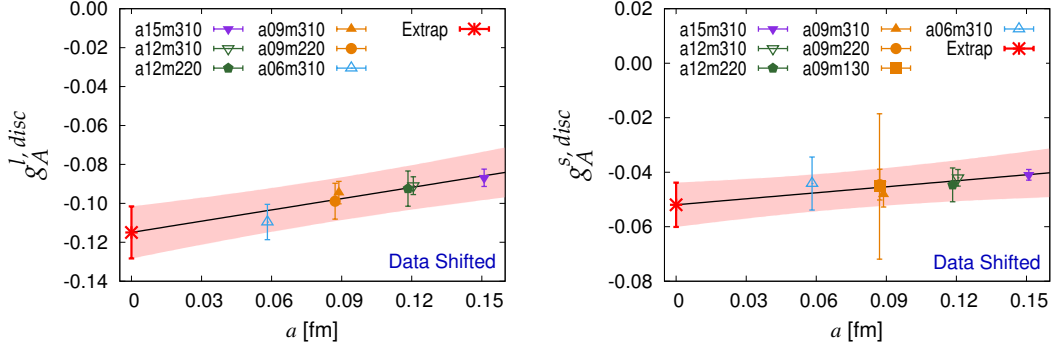 0.00
-0.02
-0.04
-0.06
-0.08
-0.10
-0.12
-0.14
g_A^{l, disc}
a15m310
a12m310
a12m220
a09m310
a09m220
a06m310
Extrap
Data Shifted
0 0.03 0.06 0.09 0.12 0.15
a [fm]
0.02
0.00
-0.02
-0.04
-0.06
-0.08
g_A^{s, disc}
a15m310
a12m310
a12m220
a09m310
a09m220
a09m130
a06m310
Extrap
Data Shifted
0 0.03 0.06 0.09 0.12 0.15
a [fm]